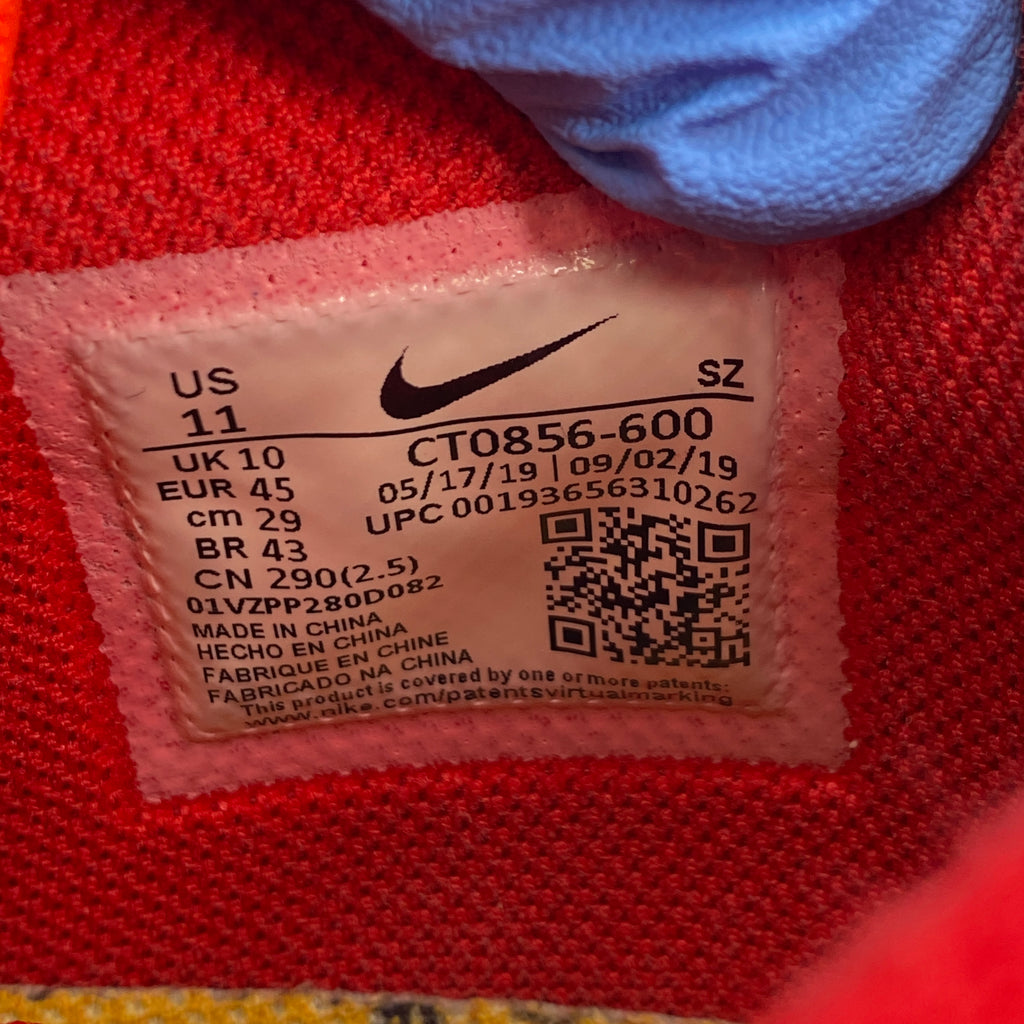 US
11
SZ
UK 10
EUR 45
cm 29
BR 43
CN 290(2.5)
CT0856-600
05/17/19 | 09/02/19
UPC 00193656310262
01VZPP280D082
MADE IN CHINA
HECHO EN CHINA
FABRIQUE EN CHINE
FABRICADO NA CHINA
This product is covered by one or more patents:
www.nike.com/patentsvirtualmarking